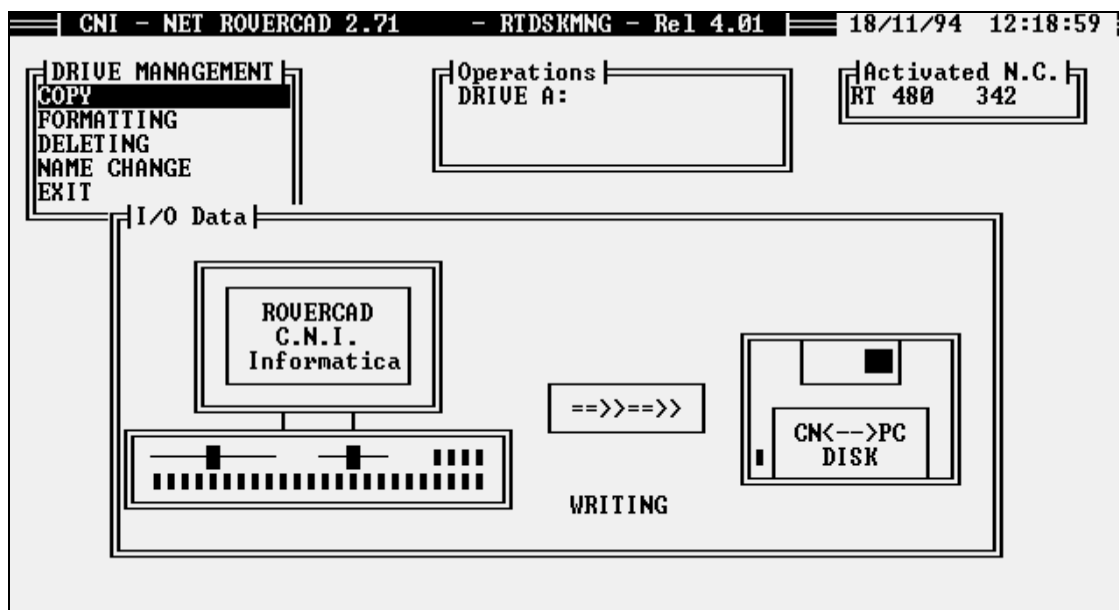 CNI - NET ROVERCAD 2.71 - RTDSKMNG - Rel 4.01 18/11/94 12:18:59
DRIVE MANAGEMENT
COPY
FORMATTING
DELETING
NAME CHANGE
EXIT
Operations
DRIVE A:
Activated N.C.
RT 480 342
I/O Data
ROVERCAD
C.N.I.
Informatica
==>>==>>
WRITING
CN<-->PC
DISK